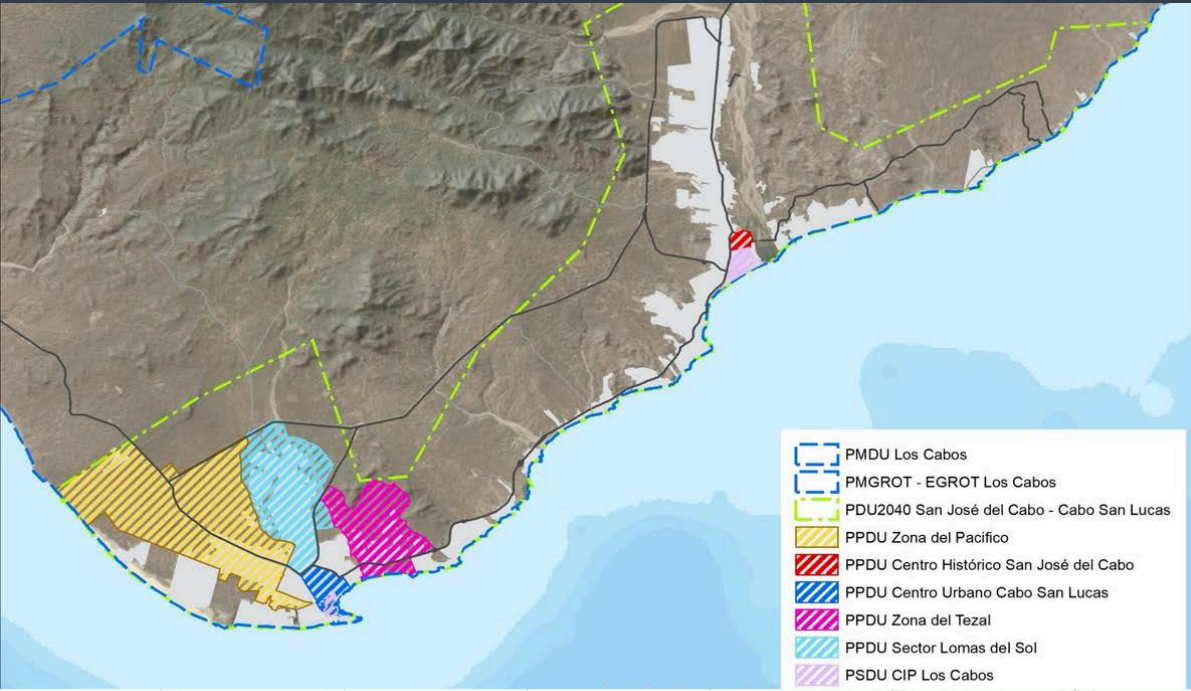 PMDU Los Cabos
PMGROT - EGROT Los Cabos
PDU2040 San José del Cabo - Cabo San Lucas
PPDU Zona del Pacifico
PPDU Centro Histórico San José del Cabo
PPDU Centro Urbano Cabo San Lucas
PPDU Zona del Tezal
PPDU Sector Lomas del Sol
PSDU CIP Los Cabos